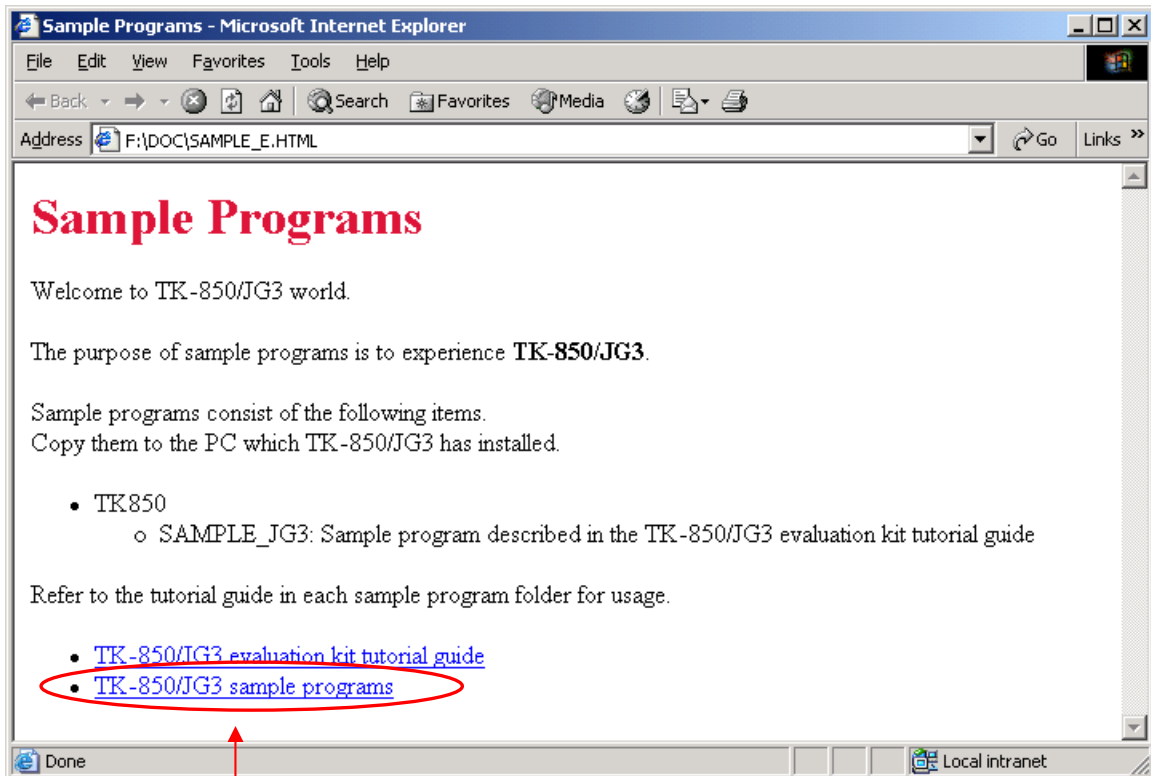 Sample Programs - Microsoft Internet Explorer
File Edit View Favorites Tools Help
Back Search Favorites Media
Address F:\DOC\SAMPLE_E.HTML Go Links »
Sample Programs
Welcome to TK-850/JG3 world.
The purpose of sample programs is to experience TK-850/JG3.
Sample programs consist of the following items.
Copy them to the PC which TK-850/JG3 has installed.
• TK850
o SAMPLE_JG3: Sample program described in the TK-850/JG3 evaluation kit tutorial guide
Refer to the tutorial guide in each sample program folder for usage.
• TK-850/JG3 evaluation kit tutorial guide
• TK-850/JG3 sample programs
Done Local intranet